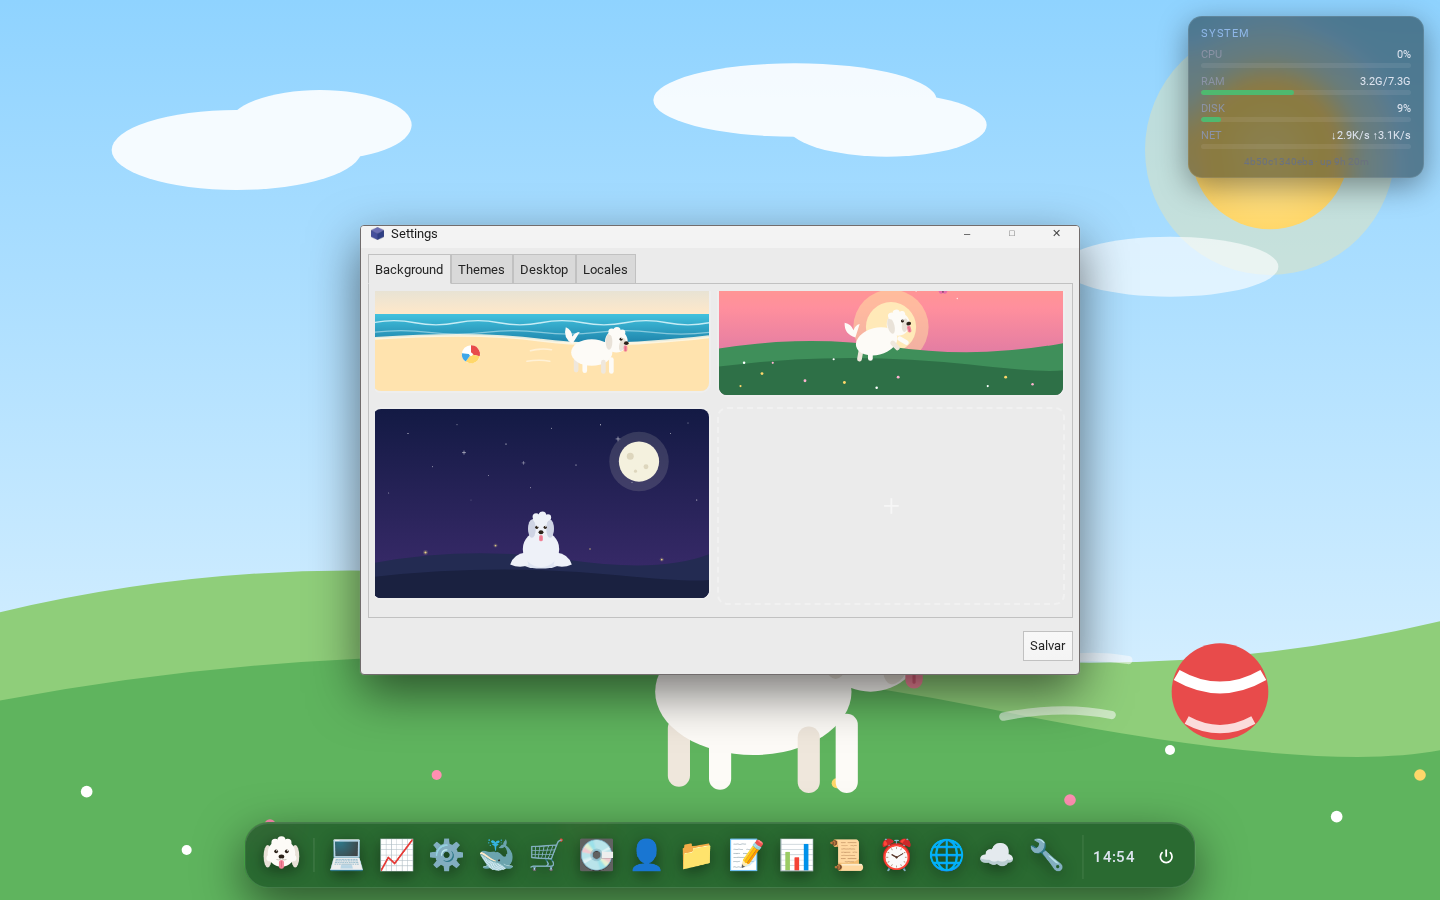 SYSTEM
CPU 0%
RAM 3.2G/7.3G
DISK 9%
NET ↓2.9K/s ↑3.1K/s
Settings
Background Themes Desktop Locales
Salvar
14:54